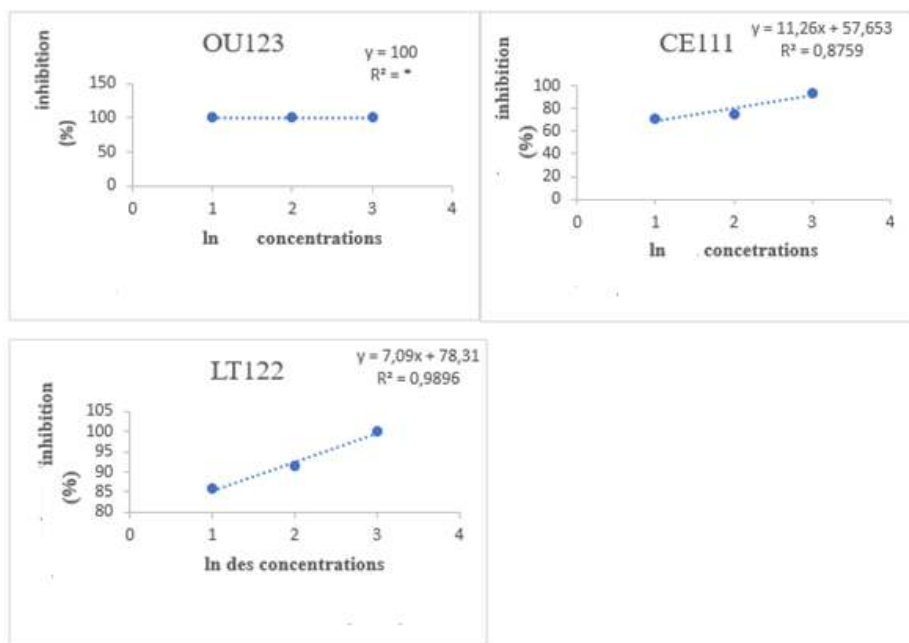 OU123
y = 100
R² = *
inhibition
(%)
150
100
50
0
0
1
2
3
4
ln concentrations
CE111
y = 11,26x + 57,653
R² = 0,8759
inhibition
(%)
100
80
60
40
20
0
0
1
2
3
4
ln concetrations
LT122
y = 7,09x + 78,31
R² = 0,9896
inhibition
(%)
105
100
95
90
85
80
0
1
2
3
4
ln des concentrations